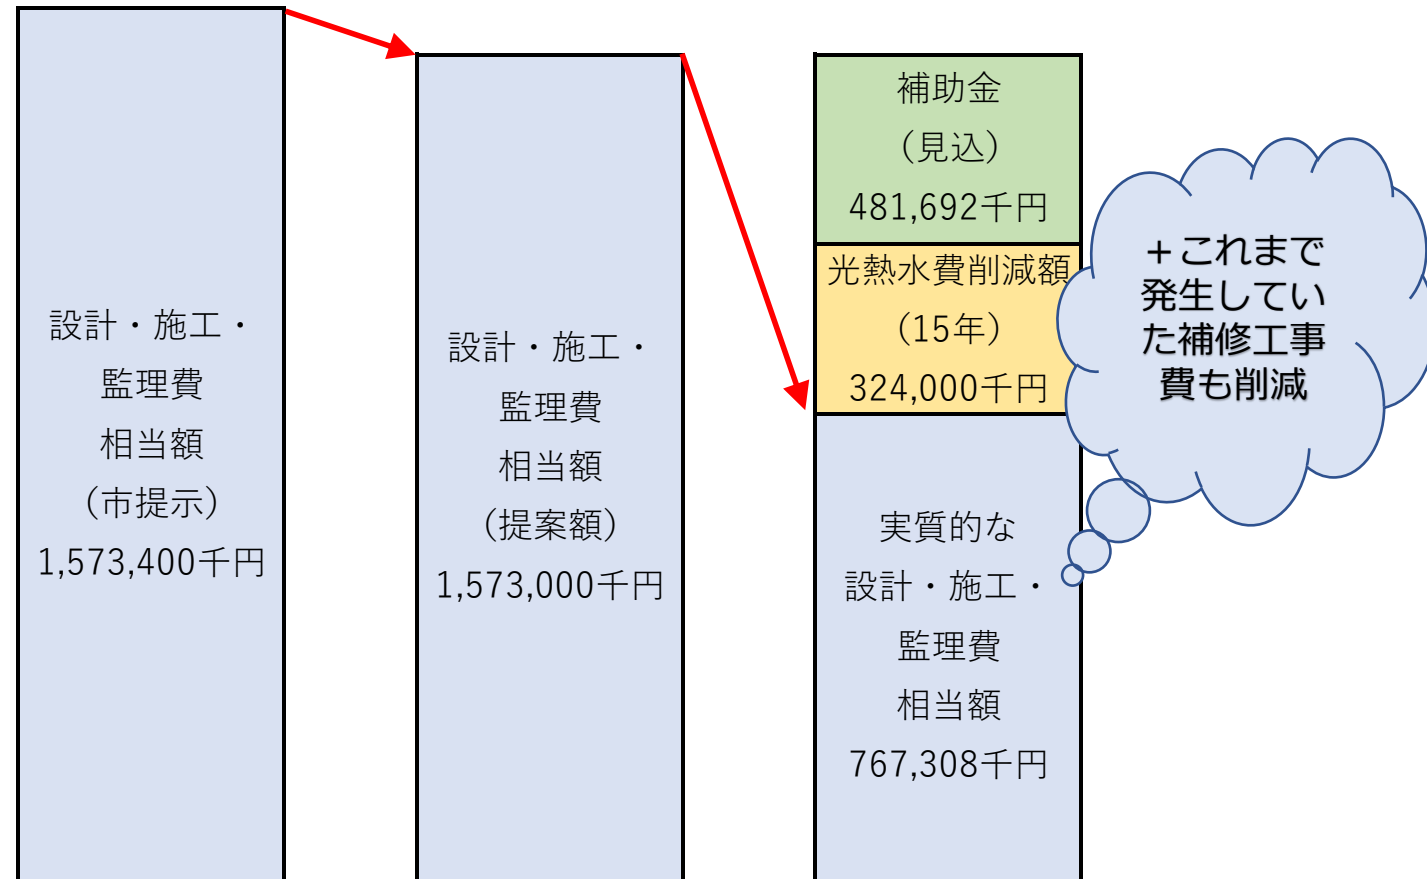 設計・施工・
監理費
相当額
（市提示）
1,573,400千円
設計・施工・
監理費
相当額
（提案額）
1,573,000千円
補助金
（見込）
481,692千円
光熱水費削減額
（15年）
324,000千円
実質的な
設計・施工・
監理費
相当額
767,308千円
＋これまで
発生してい
た補修工事
費も削減